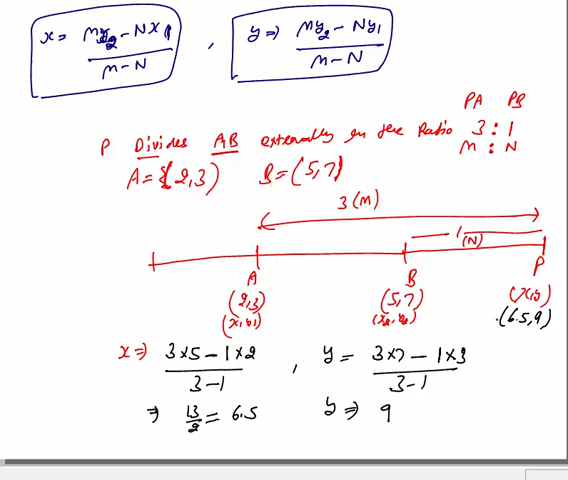 x = Mx2 - Nx1 / M - N , y => My2 - Ny1 / M - N
PA PB
P Divides AB externally in the Ratio 3 : 1
M : N
A = (2,3) B = (5,7)
3 (M)
1 (N)
A B P
(2,3) (5,7) (x,y)
(x1,y1) (x2,y2) (6.5,9)
x => 3×5 - 1×2 / 3-1 , y = 3×7 - 1×3 / 3-1
=> 13/2 = 6.5 y => 9